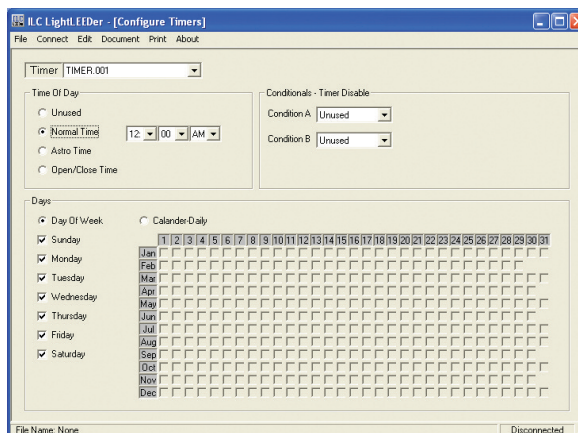 ILC LightLEEDer - [Configure Timers]
File Connect Edit Document Print About
Timer TIMER.001
Time Of Day
Unused
Normal Time 12: 00 AM
Astro Time
Open/Close Time
Conditionals - Timer Disable
Condition A Unused
Condition B Unused
Days
Day Of Week
Calander-Daily
Sunday
Monday
Tuesday
Wednesday
Thursday
Friday
Saturday
1 2 3 4 5 6 7 8 9 10 11 12 13 14 15 16 17 18 19 20 21 22 23 24 25 26 27 28 29 30 31
Jan
Feb
Mar
Apr
May
Jun
Jul
Aug
Sep
Oct
Nov
Dec
File Name: None
Disconnected